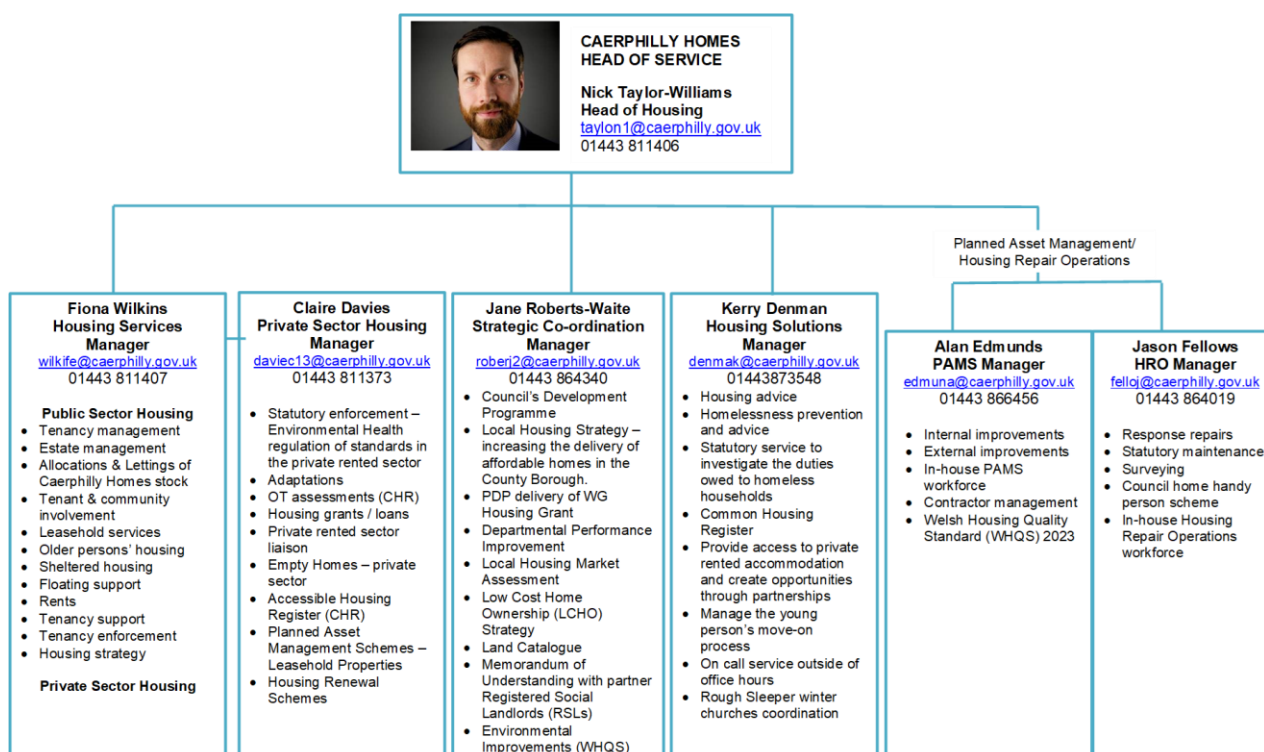 CAERPHILLY HOMES
HEAD OF SERVICE
Nick Taylor-Williams
Head of Housing
taylon1@caerphilly.gov.uk
01443 811406
Planned Asset Management/
Housing Repair Operations
Fiona Wilkins
Housing Services
Manager
wilkife@caerphilly.gov.uk
01443 811407
Public Sector Housing
• Tenancy management
• Estate management
• Allocations & Lettings of
Caerphilly Homes stock
• Tenant & community
involvement
• Leasehold services
• Older persons' housing
• Sheltered housing
• Floating support
• Rents
• Tenancy support
• Tenancy enforcement
• Housing strategy
Private Sector Housing
Claire Davies
Private Sector Housing
Manager
daviec13@caerphilly.gov.uk
01443 811373
• Statutory enforcement –
Environmental Health
regulation of standards in
the private rented sector
• Adaptations
• OT assessments (CHR)
• Housing grants / loans
• Private rented sector
liaison
• Empty Homes – private
sector
• Accessible Housing
Register (CHR)
• Planned Asset
Management Schemes –
Leasehold Properties
• Housing Renewal
Schemes
Jane Roberts-Waite
Strategic Co-ordination
Manager
roberj2@caerphilly.gov.uk
01443 864340
• Council's Development
Programme
• Local Housing Strategy –
increasing the delivery of
affordable homes in the
County Borough.
• PDP delivery of WG
Housing Grant
• Departmental Performance
Improvement
• Local Housing Market
Assessment
• Low Cost Home
Ownership (LCHO)
Strategy
• Land Catalogue
• Memorandum of
Understanding with partner
Registered Social
Landlords (RSLs)
• Environmental
Improvements (WHQS)
Kerry Denman
Housing Solutions
Manager
denmak@caerphilly.gov.uk
01443873548
• Housing advice
• Homelessness prevention
and advice
• Statutory service to
investigate the duties
owed to homeless
households
• Common Housing
Register
• Provide access to private
rented accommodation
and create opportunities
through partnerships
• Manage the young
person's move-on
process
• On call service outside of
office hours
• Rough Sleeper winter
churches coordination
Alan Edmunds
PAMS Manager
edmuna@caerphilly.gov.uk
01443 866456
• Internal improvements
• External improvements
• In-house PAMS
workforce
• Contractor management
• Welsh Housing Quality
Standard (WHQS) 2023
Jason Fellows
HRO Manager
felloj@caerphilly.gov.uk
01443 864019
• Response repairs
• Statutory maintenance
• Surveying
• Council home handy
person scheme
• In-house Housing
Repair Operations
workforce